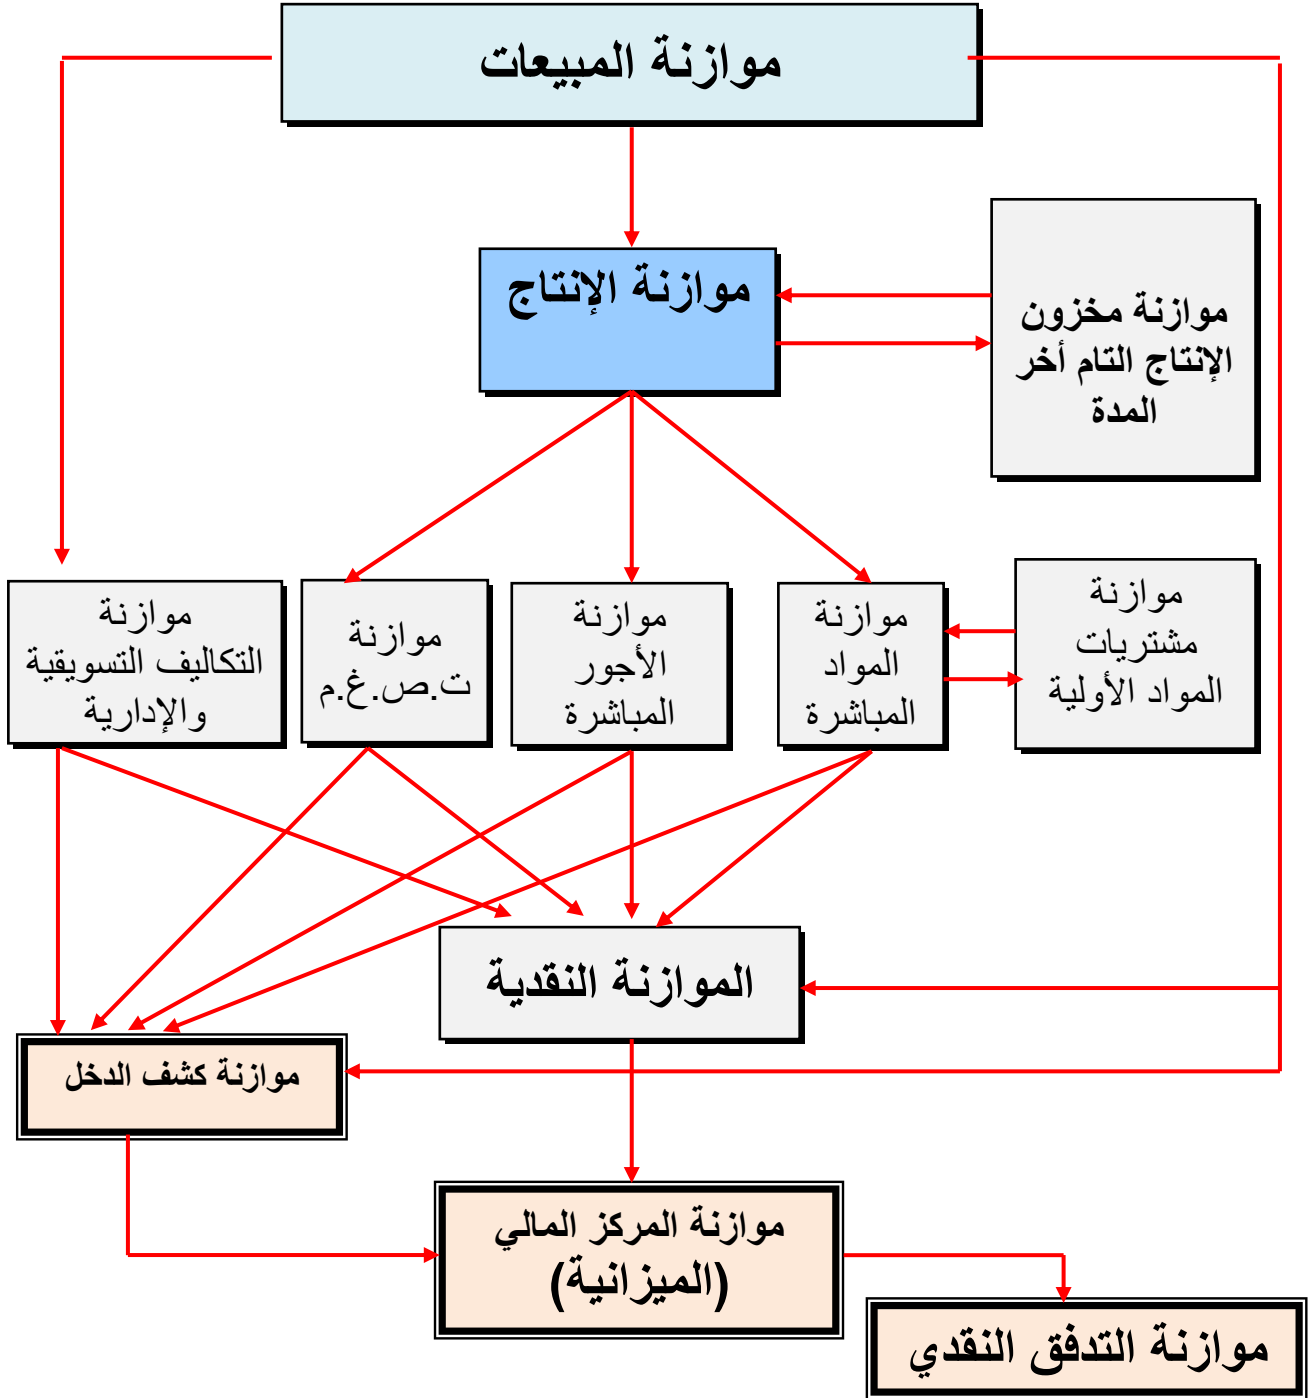 موازنة المبيعات
موازنة الإنتاج
موازنة مخزون
الإنتاج التام أخر
المدة
موازنة
مشتريات
المواد الأولية
موازنة
المواد
المباشرة
موازنة
الأجور
المباشرة
موازنة
ت.ص.غ.م
موازنة
التكاليف التسويقية
والإدارية
الموازنة النقدية
موازنة كشف الدخل
موازنة المركز المالي
(الميزانية)
موازنة التدفق النقدي